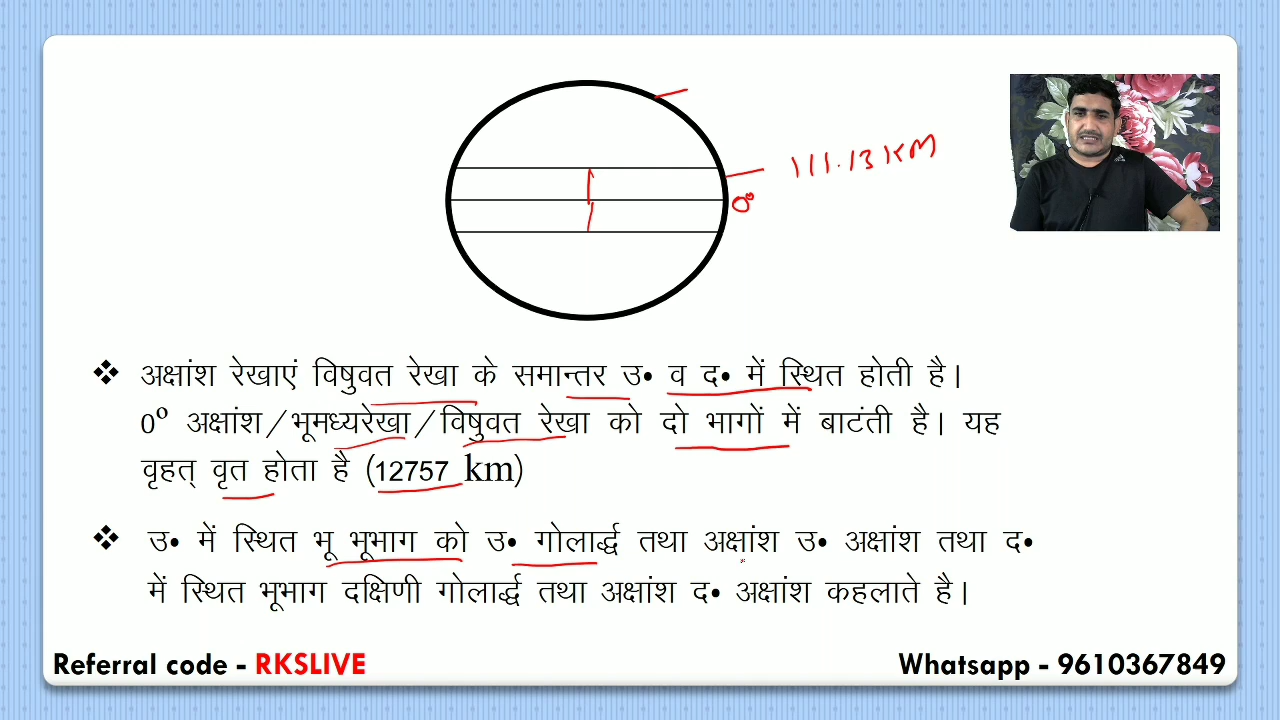 111.13 KM
0°
❖ अक्षांश रेखाएं विषुवत रेखा के समान्तर उ• व द• में स्थित होती है।
0° अक्षांश/भूमध्यरेखा/विषुवत रेखा को दो भागों में बाटंती है। यह
वृहत् वृत होता है (12757 km)
❖ उ• में स्थित भू भूभाग को उ• गोलार्द्ध तथा अक्षांश उ• अक्षांश तथा द•
में स्थित भूभाग दक्षिणी गोलार्द्ध तथा अक्षांश द• अक्षांश कहलाते है।
Referral code - RKSLIVE
Whatsapp - 9610367849